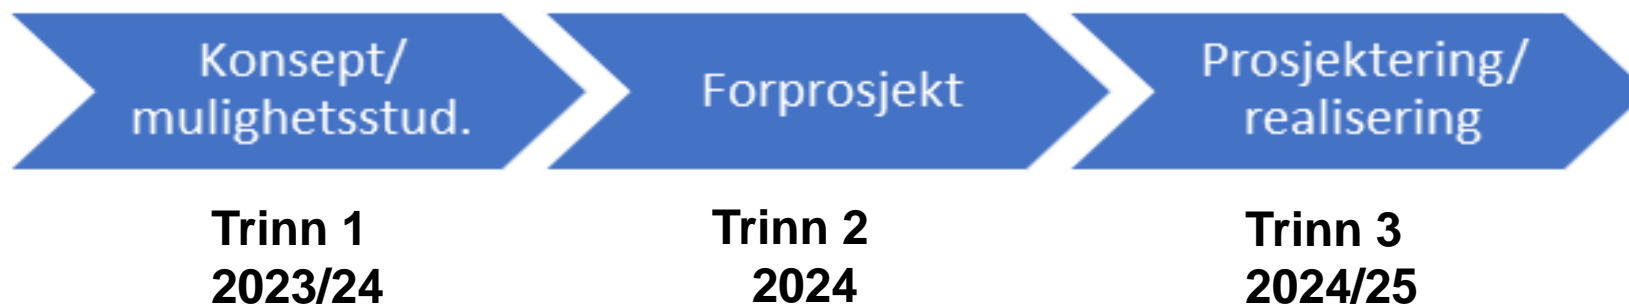 Konsept/
mulighetsstud.
Forprosjekt
Prosjektering/
realisering
Trinn 1
2023/24
Trinn 2
2024
Trinn 3
2024/25